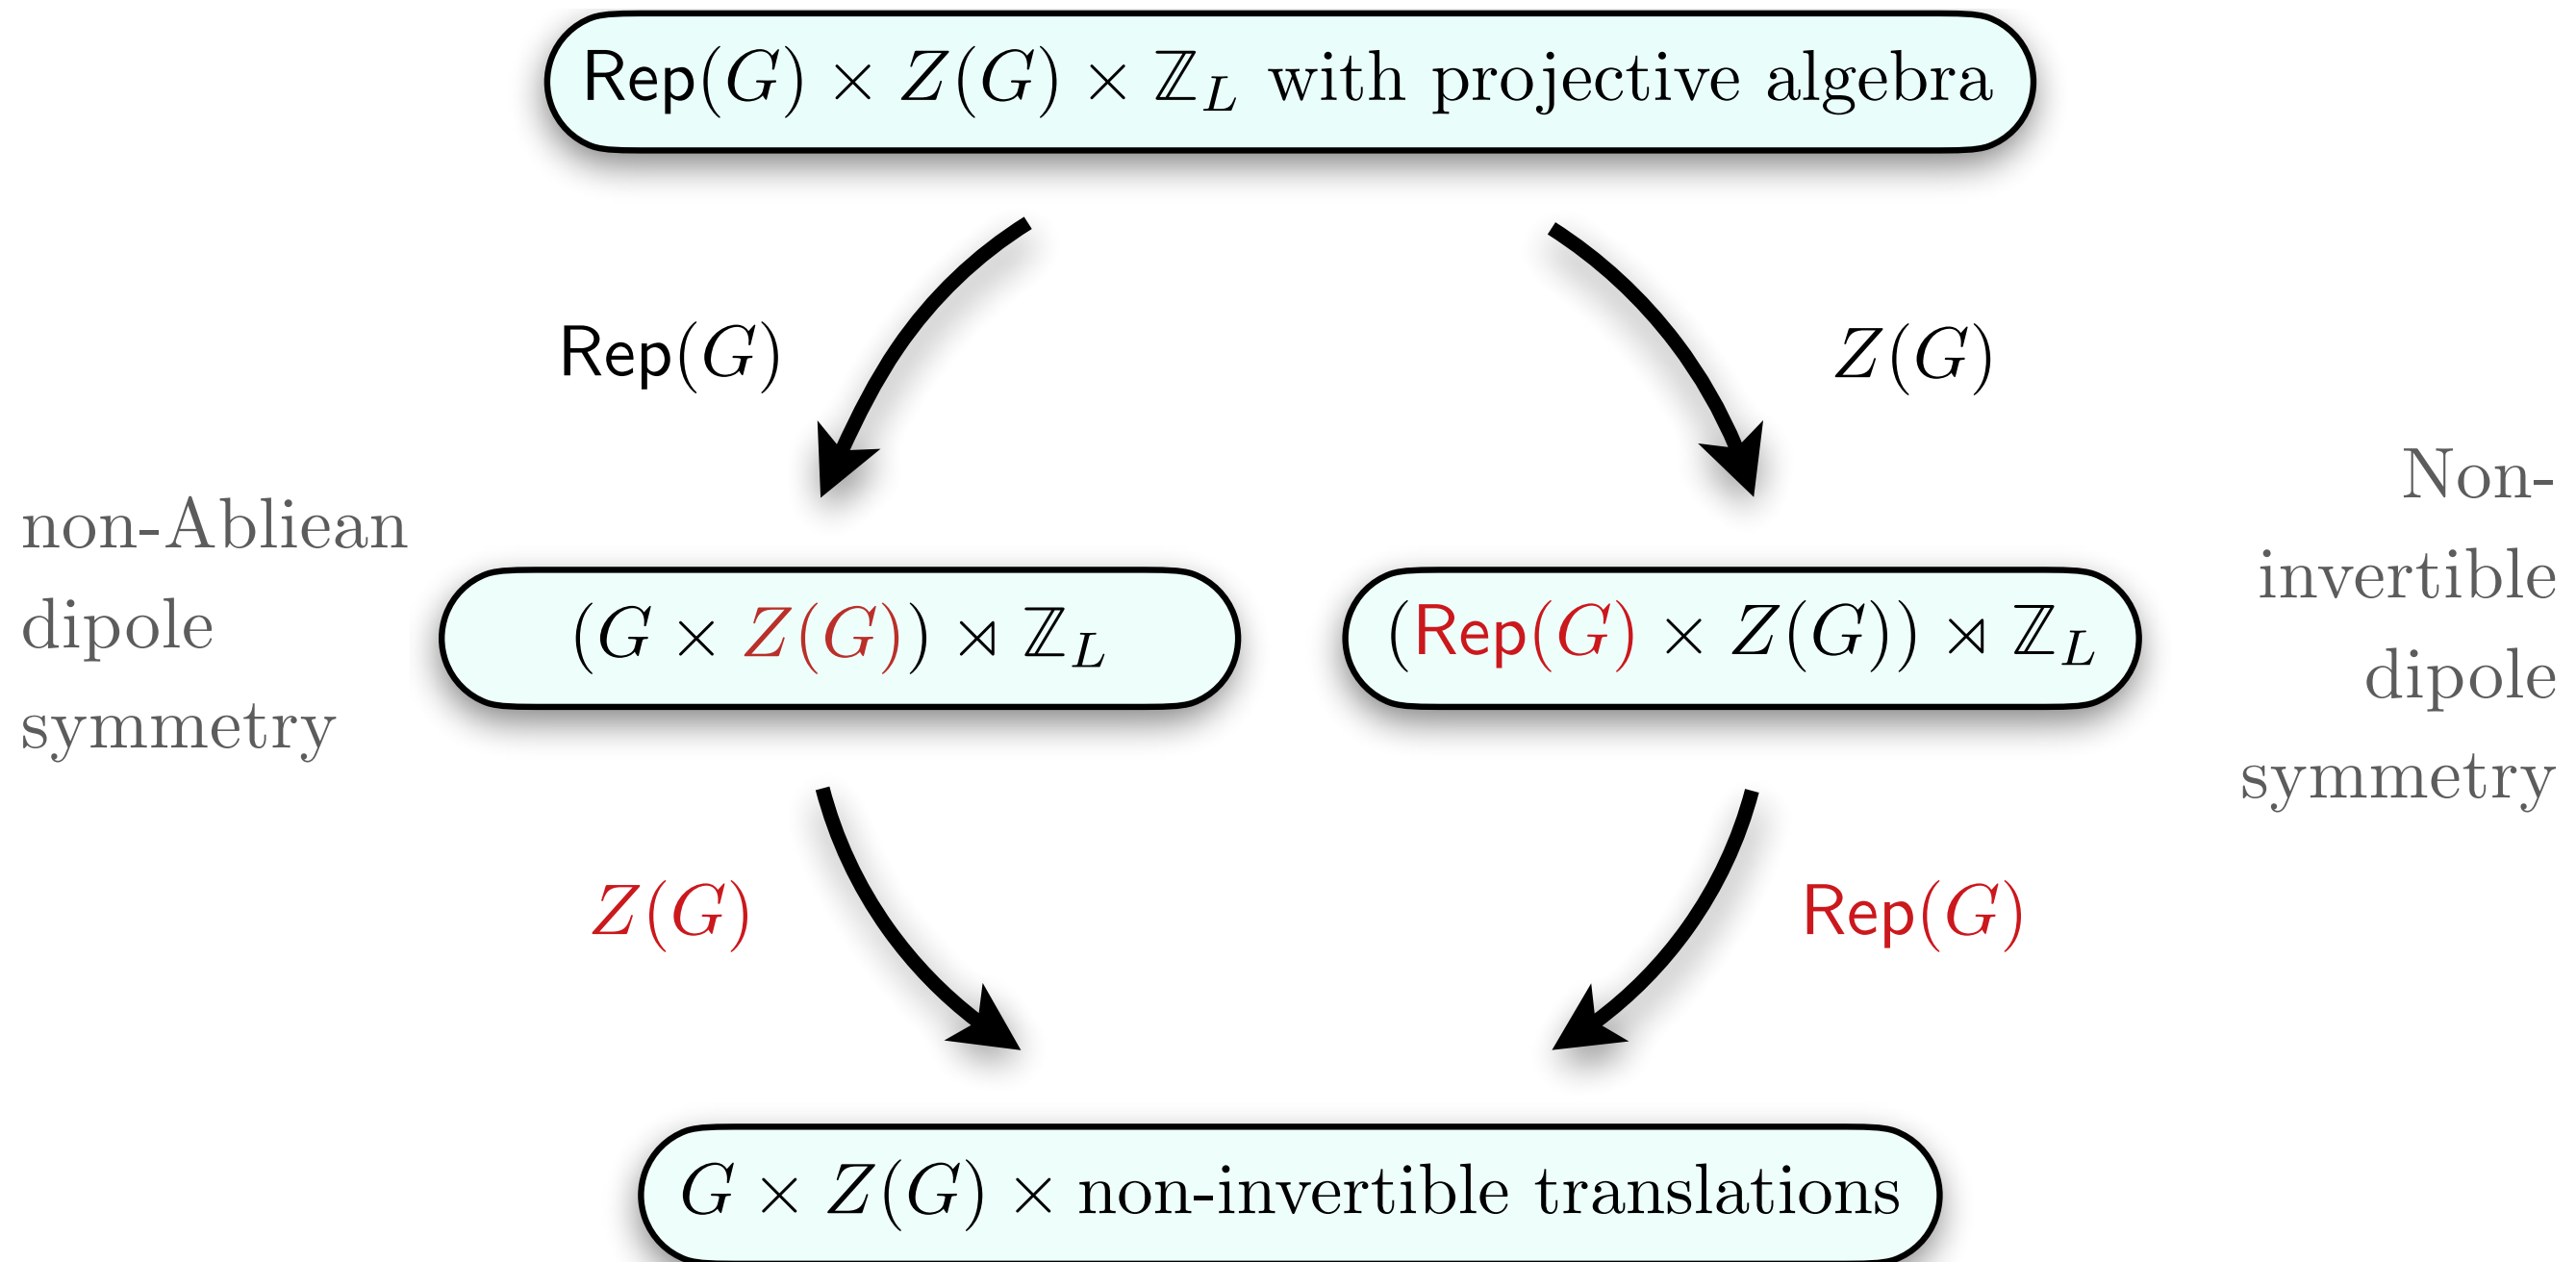 Rep(G) × Z(G) × ℤ_L with projective algebra
Rep(G)
Z(G)
non-Abliean
dipole
symmetry
(G × Z(G)) ⋊ ℤ_L
(Rep(G) × Z(G)) ⋊ ℤ_L
Non-
invertible
dipole
symmetry
Z(G)
Rep(G)
G × Z(G) × non-invertible translations